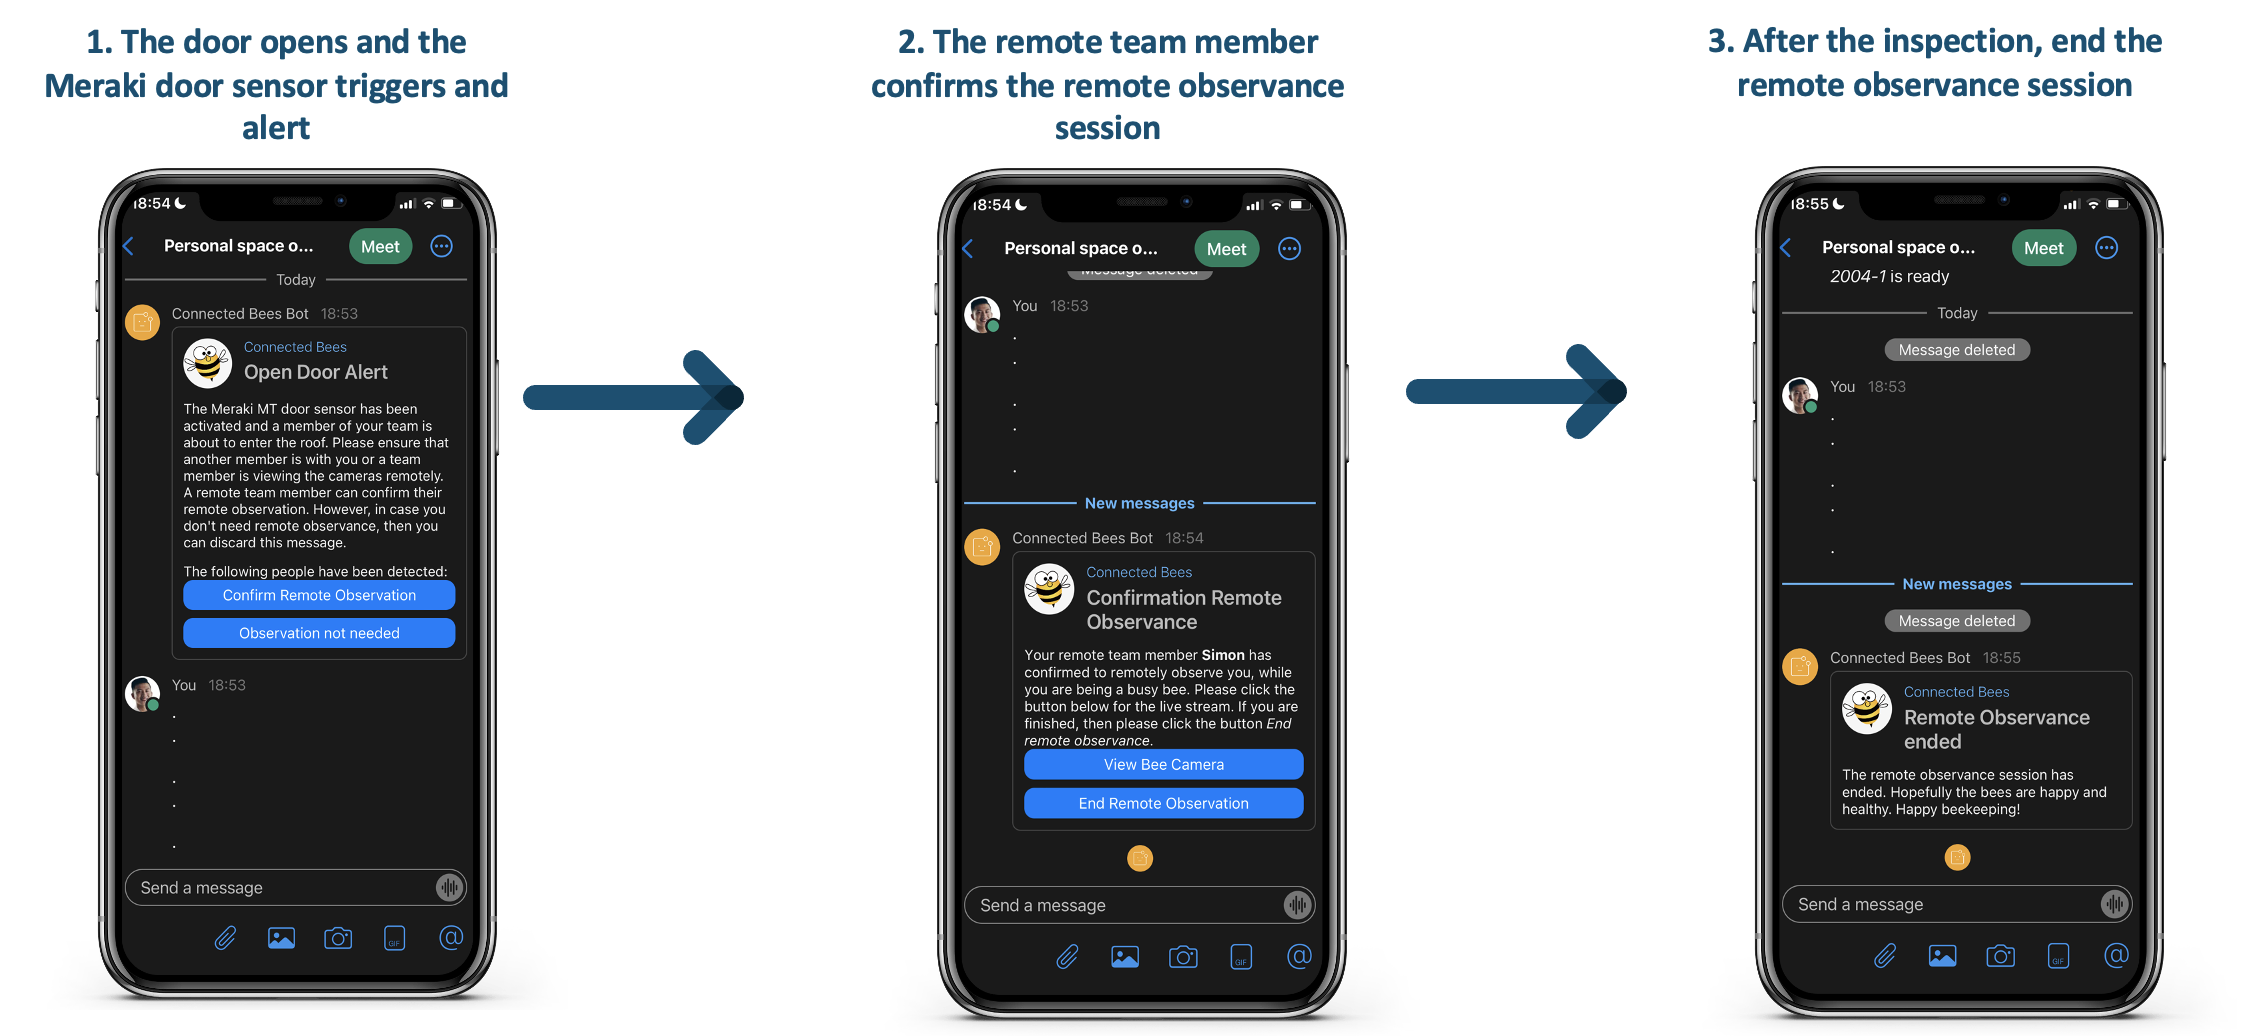 1. The door opens and the
Meraki door sensor triggers and
alert
18:54
Personal space o...
Meet
Today
Connected Bees Bot 18:53
Connected Bees
Open Door Alert
The Meraki MT door sensor has been
activated and a member of your team is
about to enter the roof. Please ensure that
another member is with you or a team
member is viewing the cameras remotely.
A remote team member can confirm their
remote observation. However, in case you
don't need remote observance, then you
can discard this message.
The following people have been detected:
Confirm Remote Observation
Observation not needed
You 18:53
.
.
.
.
.
Send a message
GIF
@
2. The remote team member
confirms the remote observance
session
18:54
Personal space o...
Meet
Message deleted
You 18:53
.
.
.
.
.
New messages
Connected Bees Bot 18:54
Connected Bees
Confirmation Remote
Observance
Your remote team member Simon has
confirmed to remotely observe you, while
you are being a busy bee. Please click the
button below for the live stream. If you are
finished, then please click the button End
remote observance.
View Bee Camera
End Remote Observation
Send a message
GIF
@
3. After the inspection, end the
remote observance session
18:55
Personal space o...
Meet
2004-1 is ready
Today
Message deleted
You 18:53
.
.
.
.
.
New messages
Message deleted
Connected Bees Bot 18:55
Connected Bees
Remote Observance
ended
The remote observance session has
ended. Hopefully the bees are happy and
healthy. Happy beekeeping!
Send a message
GIF
@